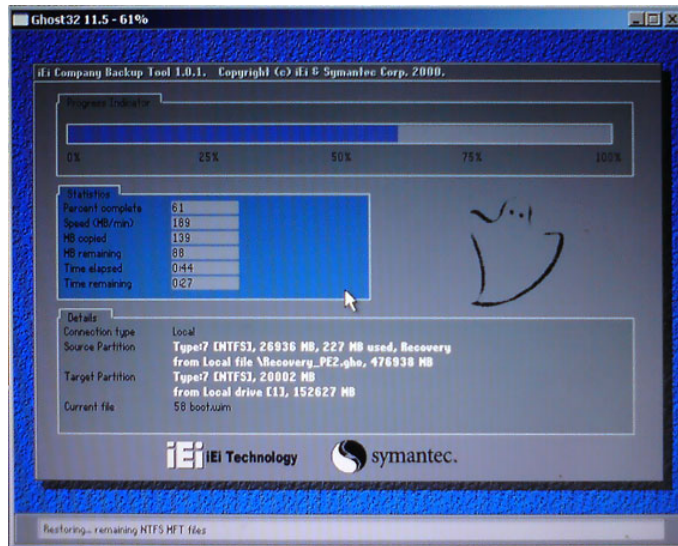 Ghost32 11.5 - 61%
iEi Company Backup Tool 1.0.1. Copyright (c) iEi & Symantec Corp. 2000.
Progress Indicator
0% 25% 50% 75% 100%
Statistics
Percent complete 61
Speed (MB/min) 189
MB copied 139
MB remaining 88
Time elapsed 0:44
Time remaining 0:27
Details
Connection type Local
Source Partition Type:7 [NTFS], 26936 MB, 227 MB used, Recovery
from Local file \Recovery_PE2.gho, 476938 MB
Target Partition Type:7 [NTFS], 20002 MB
from Local drive [1], 152627 MB
Current file 58 boot.wim
iEi iEi Technology symantec.
Restoring... remaining NTFS MFT files